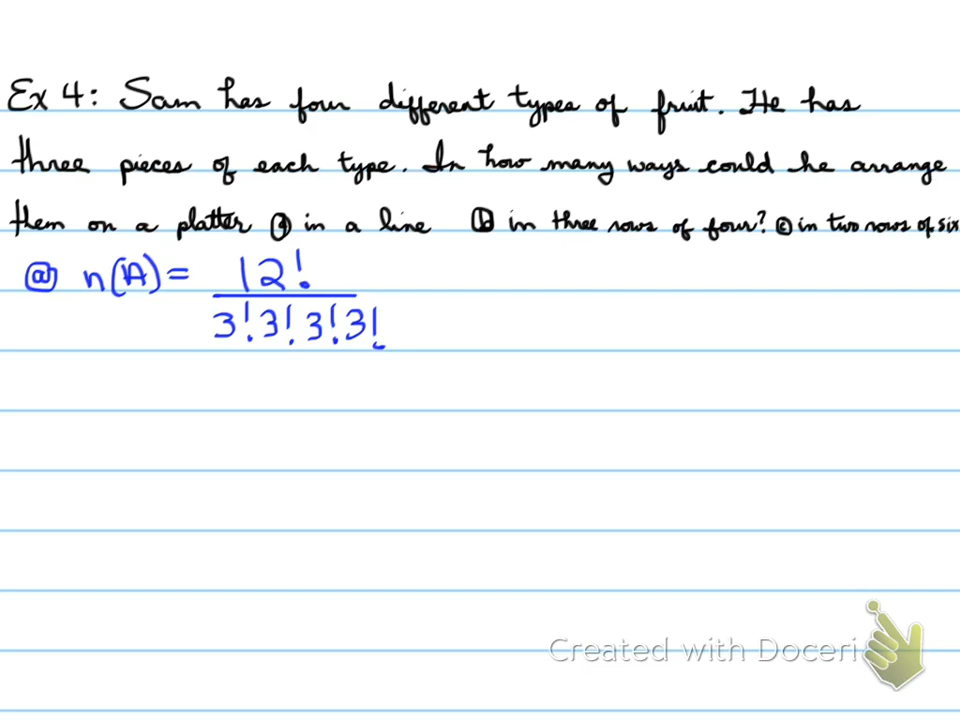 Ex 4: Sam has four different types of fruit. He has
three pieces of each type. In how many ways could he arrange
them on a platter ⓐ in a line ⓑ in three rows of four? ⓒ in two rows of six
ⓐ n(A) = 12!
3! 3! 3! 3!
Created with Doceri